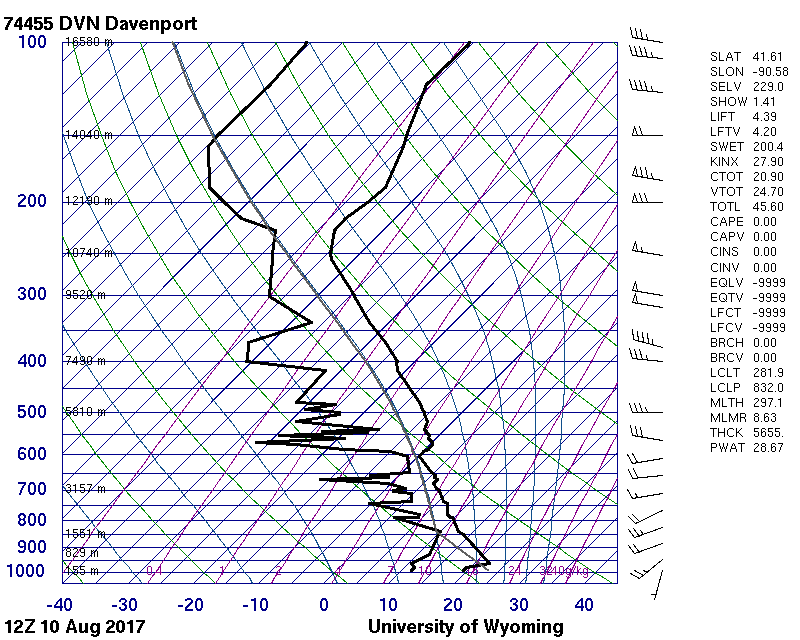 74455 DVN Davenport
100 16580 m
14040 m
200 12190 m
10740 m
300 9520 m
400 7490 m
500 5810 m
600
700 3157 m
800
1581 m
900 829 m
1000 155 m 0.4 1 2 4 7 10 16 24 32 40g/kg
-40 -30 -20 -10 0 10 20 30 40
12Z 10 Aug 2017 University of Wyoming
SLAT 41.61
SLON -90.58
SELV 229.0
SHOW 1.41
LIFT 4.39
LFTV 4.20
SWET 200.4
KINX 27.90
CTOT 20.90
VTOT 24.70
TOTL 45.60
CAPE 0.00
CAPV 0.00
CINS 0.00
CINV 0.00
EQLV -9999
EQTV -9999
LFCT -9999
LFCV -9999
BRCH 0.00
BRCV 0.00
LCLT 281.9
LCLP 832.0
MLTH 297.1
MLMR 8.63
THCK 5655.
PWAT 28.67